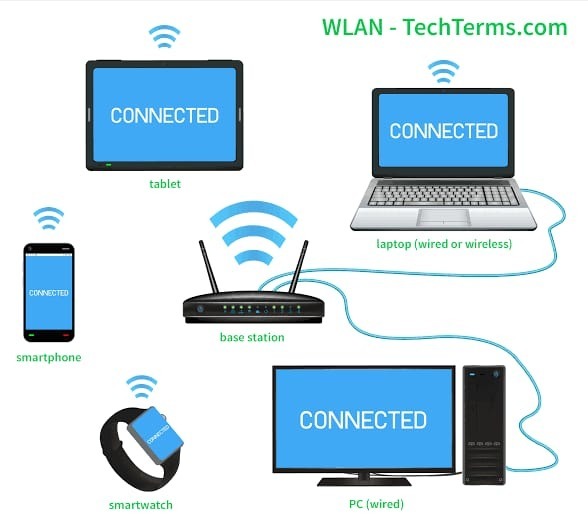 WLAN - TechTerms.com
CONNECTED
tablet
CONNECTED
laptop (wired or wireless)
CONNECTED
smartphone
base station
CONNECTED
smartwatch
CONNECTED
PC (wired)